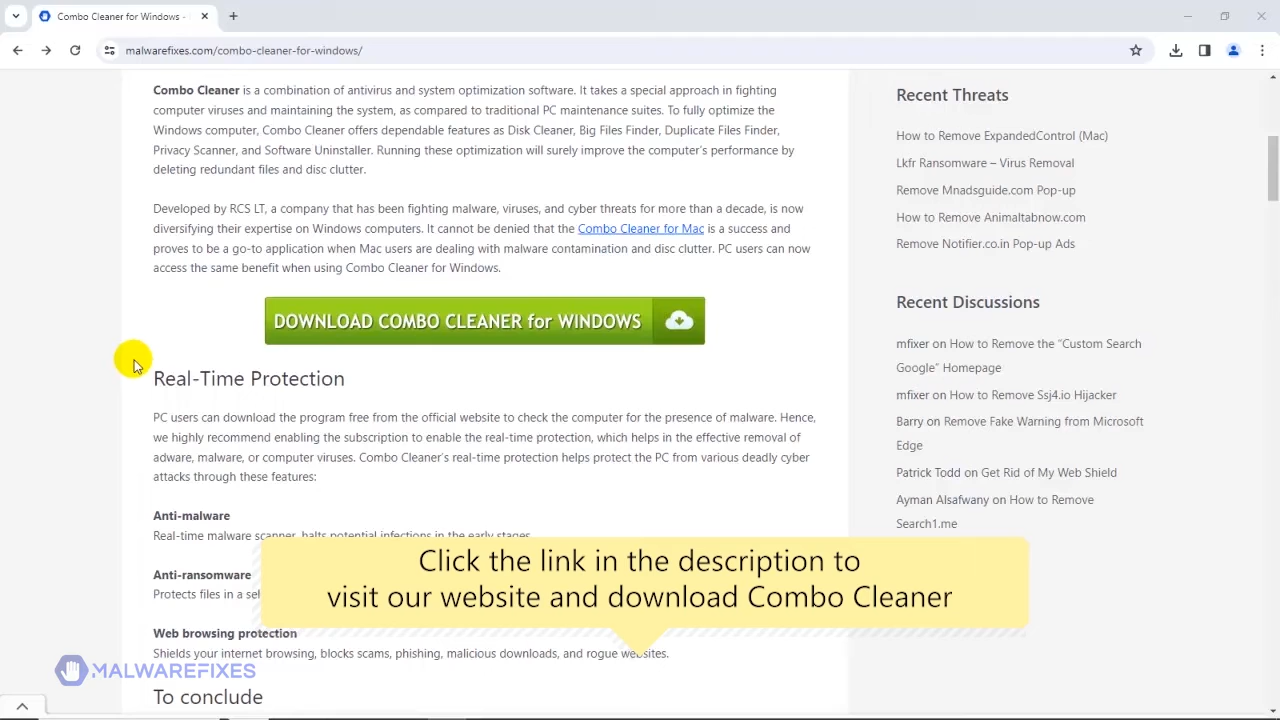 Combo Cleaner for Windows -
malwarefixes.com/combo-cleaner-for-windows/
Combo Cleaner is a combination of antivirus and system optimization software. It takes a special approach in fighting
computer viruses and maintaining the system, as compared to traditional PC maintenance suites. To fully optimize the
Windows computer, Combo Cleaner offers dependable features as Disk Cleaner, Big Files Finder, Duplicate Files Finder,
Privacy Scanner, and Software Uninstaller. Running these optimization will surely improve the computer's performance by
deleting redundant files and disc clutter.
Developed by RCS LT, a company that has been fighting malware, viruses, and cyber threats for more than a decade, is now
diversifying their expertise on Windows computers. It cannot be denied that the Combo Cleaner for Mac is a success and
proves to be a go-to application when Mac users are dealing with malware contamination and disc clutter. PC users can now
access the same benefit when using Combo Cleaner for Windows.
DOWNLOAD COMBO CLEANER for WINDOWS
Real-Time Protection
PC users can download the program free from the official website to check the computer for the presence of malware. Hence,
we highly recommend enabling the subscription to enable the real-time protection, which helps in the effective removal of
adware, malware, or computer viruses. Combo Cleaner's real-time protection helps protect the PC from various deadly cyber
attacks through these features:
Anti-malware
Real-time malware scanner, halts potential infections in the early stages.
Anti-ransomware
Protects files in a
Web browsing protection
Shields your internet browsing, blocks scams, phishing, malicious downloads, and rogue websites.
To conclude
Recent Threats
How to Remove ExpandedControl (Mac)
Lkfr Ransomware – Virus Removal
Remove Mnadsguide.com Pop-up
How to Remove Animaltabnow.com
Remove Notifier.co.in Pop-up Ads
Recent Discussions
mfixer on How to Remove the “Custom Search
Google” Homepage
mfixer on How to Remove Ssj4.io Hijacker
Barry on Remove Fake Warning from Microsoft
Edge
Patrick Todd on Get Rid of My Web Shield
Ayman Alsafwany on How to Remove
Search1.me
Click the link in the description to
visit our website and download Combo Cleaner
MALWAREFIXES